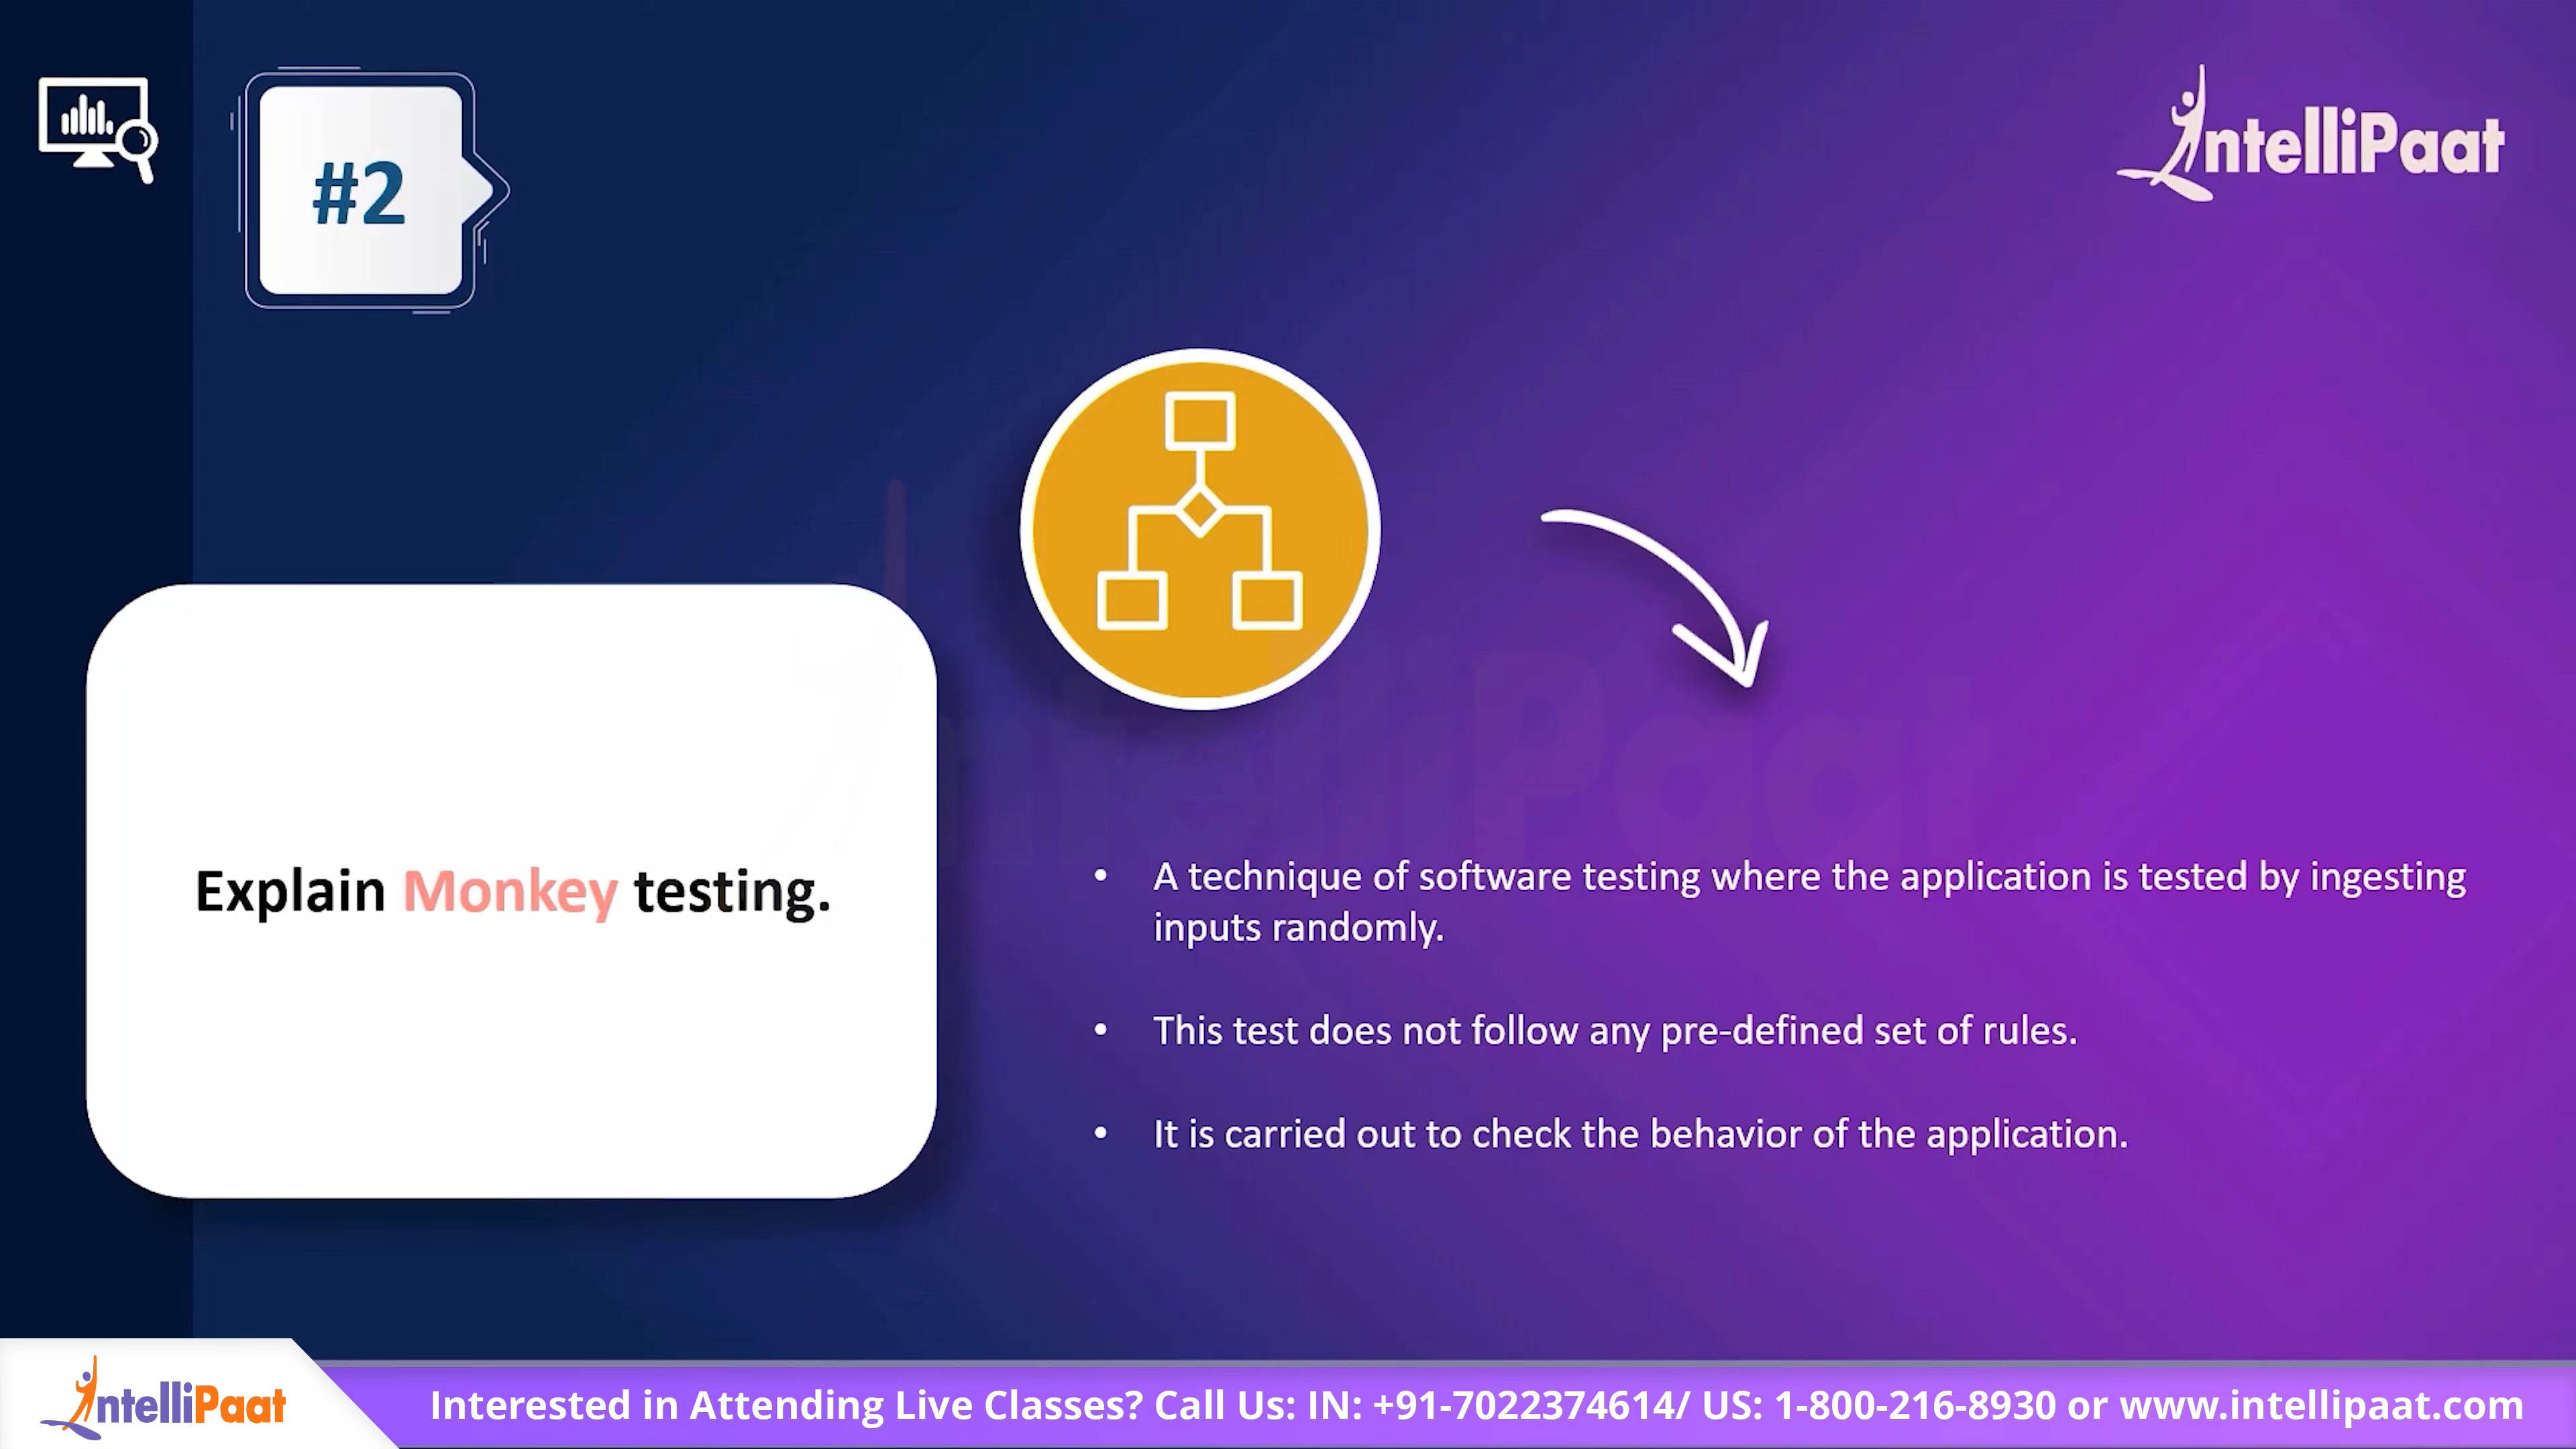 #2
IntelliPaat
Explain Monkey testing.
• A technique of software testing where the application is tested by ingesting
inputs randomly.
• This test does not follow any pre-defined set of rules.
• It is carried out to check the behavior of the application.
IntelliPaat
IntelliPaat
Interested in Attending Live Classes? Call Us: IN: +91-7022374614/ US: 1-800-216-8930 or www.intellipaat.com